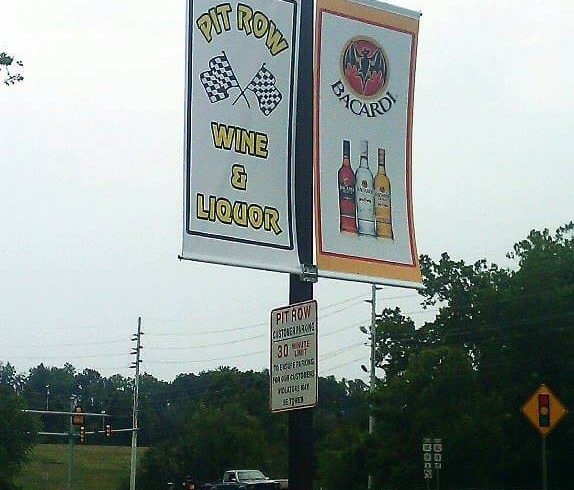 PIT ROW
WINE
&
LIQUOR
BACARDI
PIT ROW
CUSTOMER PARKING
30 MINUTE
LIMIT
TO ENSURE PARKING
FOR OUR CUSTOMERS
VIOLATORS MAY
BE TOWED